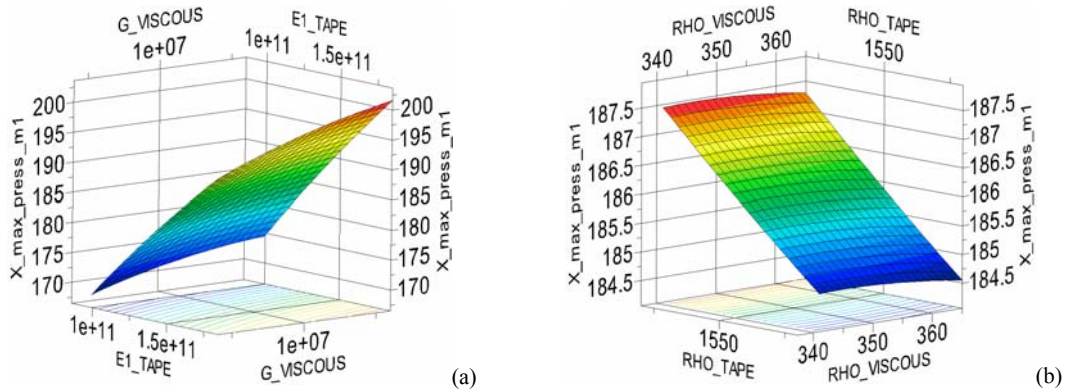 G_VISCOUS
E1_TAPE
1e+07
1e+11
1.5e+11
X_max_press_m1
200
195
190
185
180
175
170
200
195
190
185
180
175
170
X_max_press_m1
1e+11
1.5e+11
E1_TAPE
1e+07
G_VISCOUS
(a)
RHO_VISCOUS
RHO_TAPE
340
350
360
1550
X_max_press_m1
187.5
187
186.5
186
185.5
185
184.5
187.5
187
186.5
186
185.5
185
184.5
X_max_press_m1
1550
RHO_TAPE
340
350
360
RHO_VISCOUS
(b)